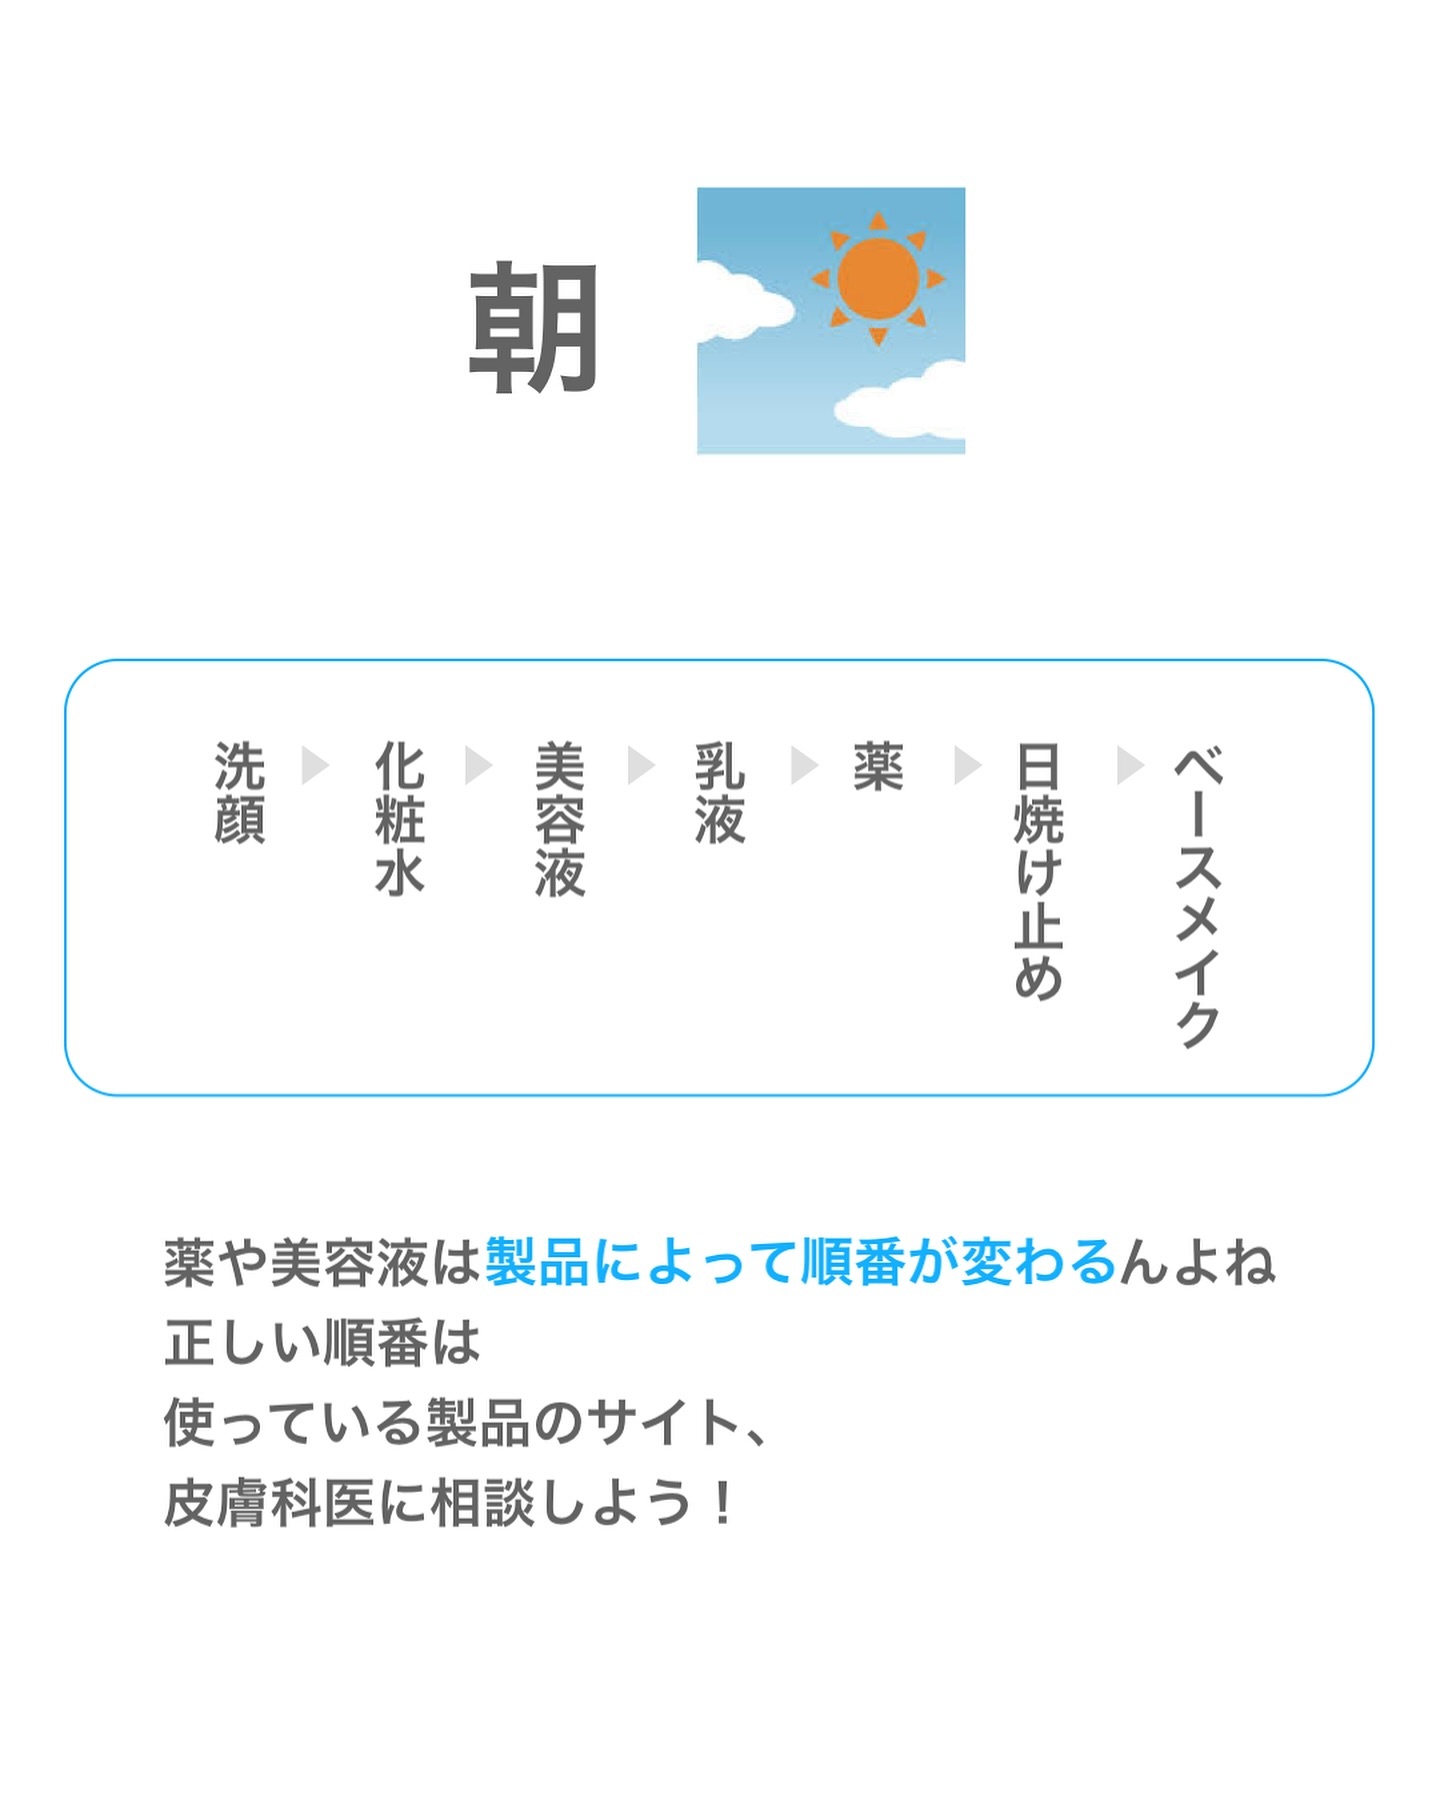 朝
洗顔
化粧水
美容液
乳液
薬
日焼け止め
ベースメイク
薬や美容液は製品によって順番が変わるんよね
正しい順番は
使っている製品のサイト、
皮膚科医に相談しよう！